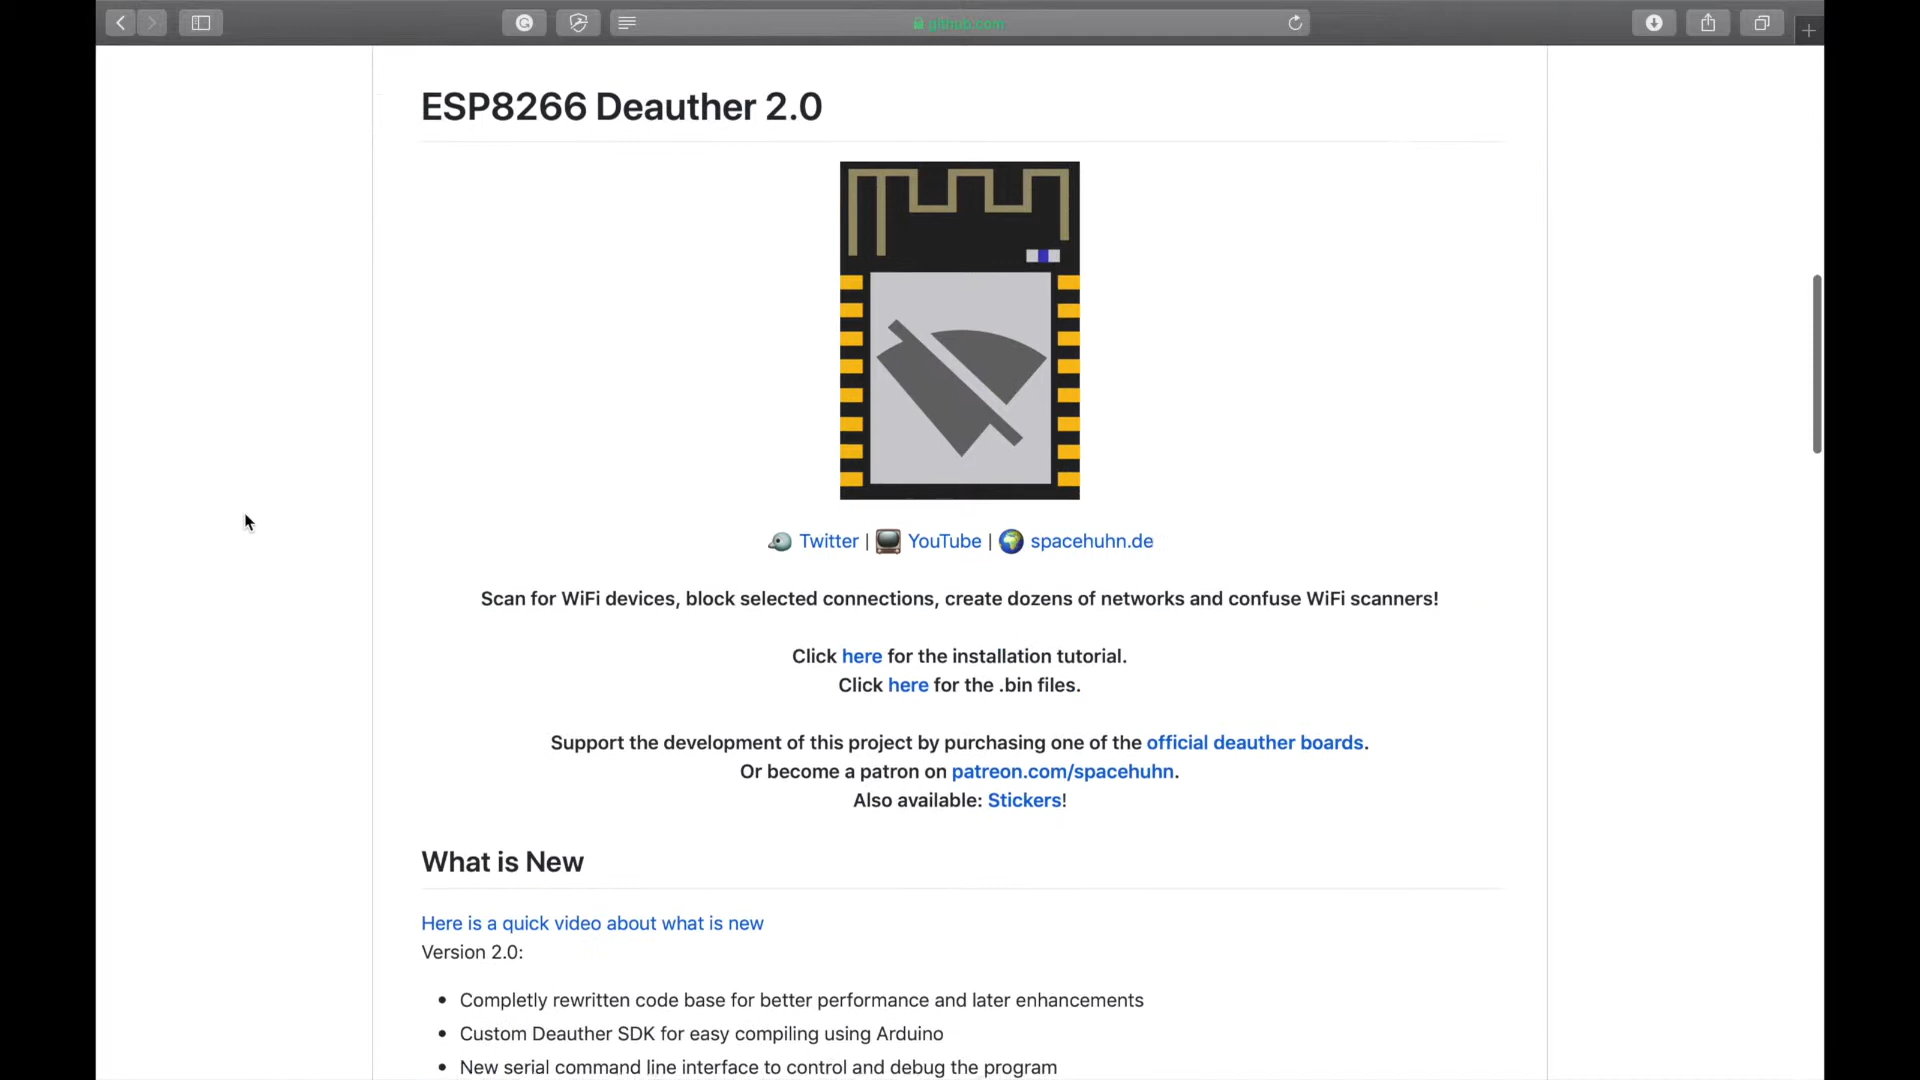 github.com
ESP8266 Deauther 2.0
Twitter | YouTube | spacehuhn.de
Scan for WiFi devices, block selected connections, create dozens of networks and confuse WiFi scanners!
Click here for the installation tutorial.
Click here for the .bin files.
Support the development of this project by purchasing one of the official deauther boards.
Or become a patron on patreon.com/spacehuhn.
Also available: Stickers!
What is New
Here is a quick video about what is new
Version 2.0:
• Completly rewritten code base for better performance and later enhancements
• Custom Deauther SDK for easy compiling using Arduino
• New serial command line interface to control and debug the program